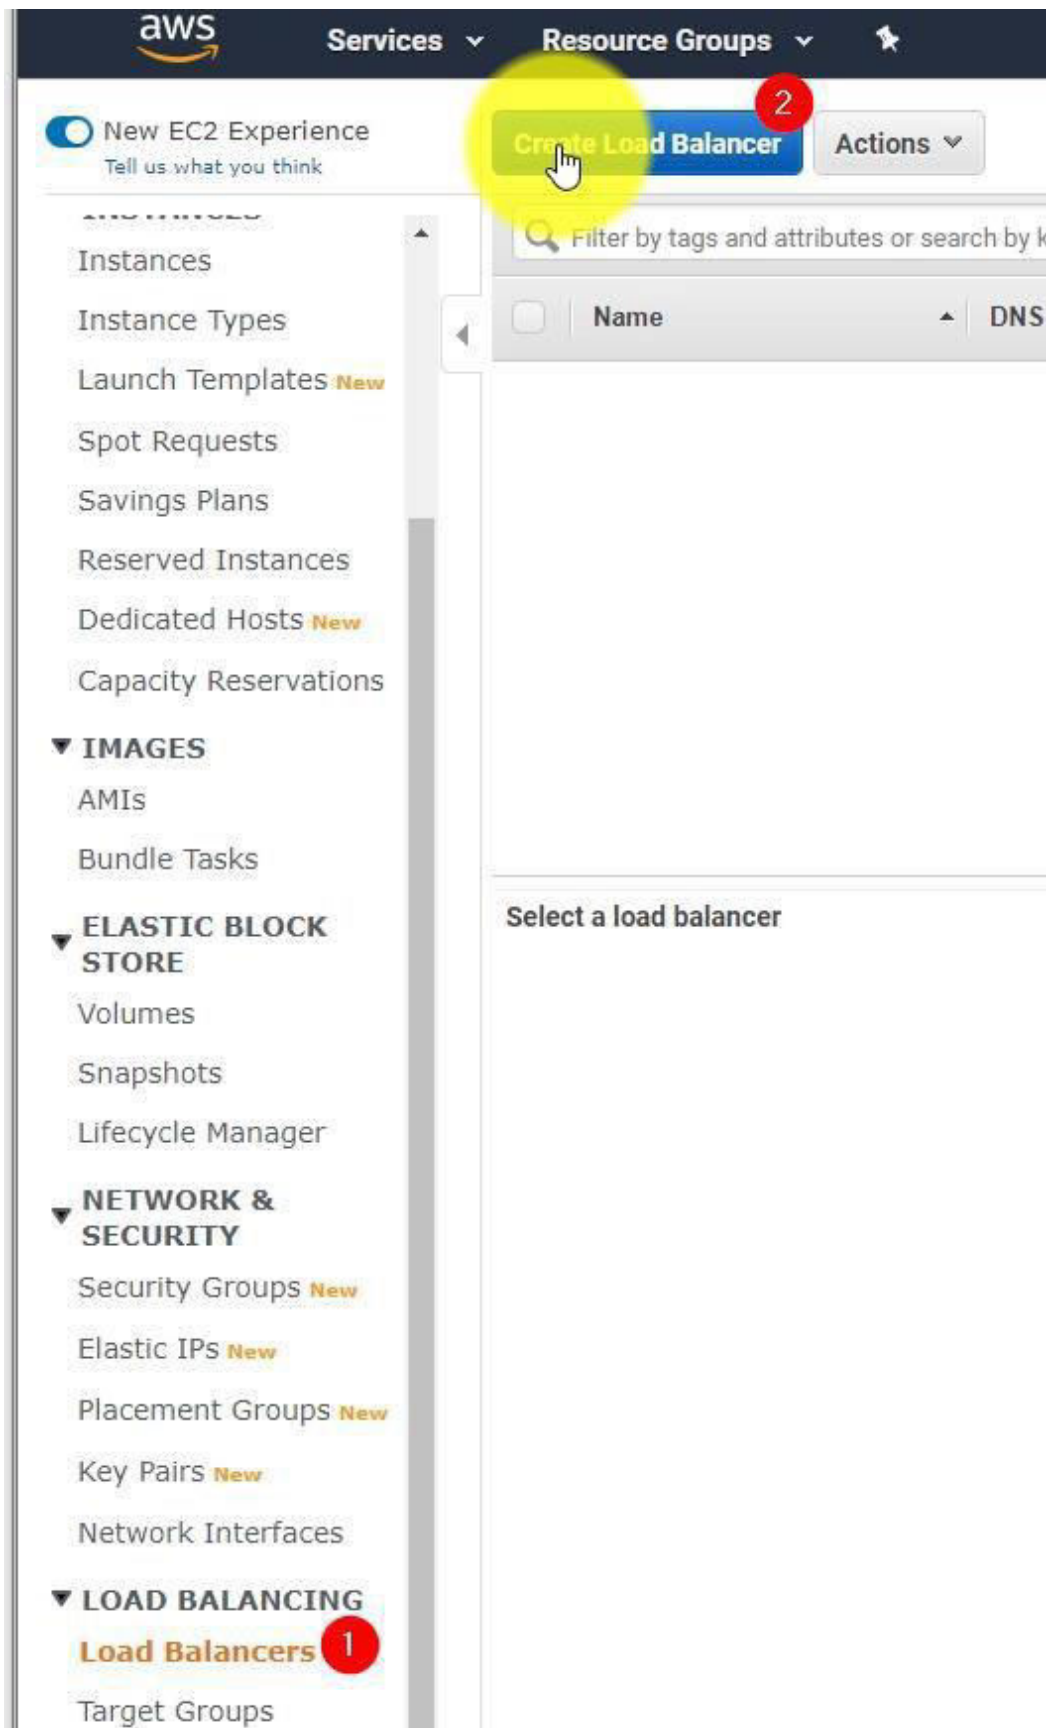 aws
Services
Resource Groups
New EC2 Experience
Tell us what you think
Create Load Balancer
2
Actions
Filter by tags and attributes or search by k
Name
DNS
INSTANCES
Instances
Instance Types
Launch Templates New
Spot Requests
Savings Plans
Reserved Instances
Dedicated Hosts New
Capacity Reservations
IMAGES
AMIs
Bundle Tasks
ELASTIC BLOCK
STORE
Volumes
Snapshots
Lifecycle Manager
NETWORK &
SECURITY
Security Groups New
Elastic IPs New
Placement Groups New
Key Pairs New
Network Interfaces
LOAD BALANCING
Load Balancers 1
Target Groups
Select a load balancer